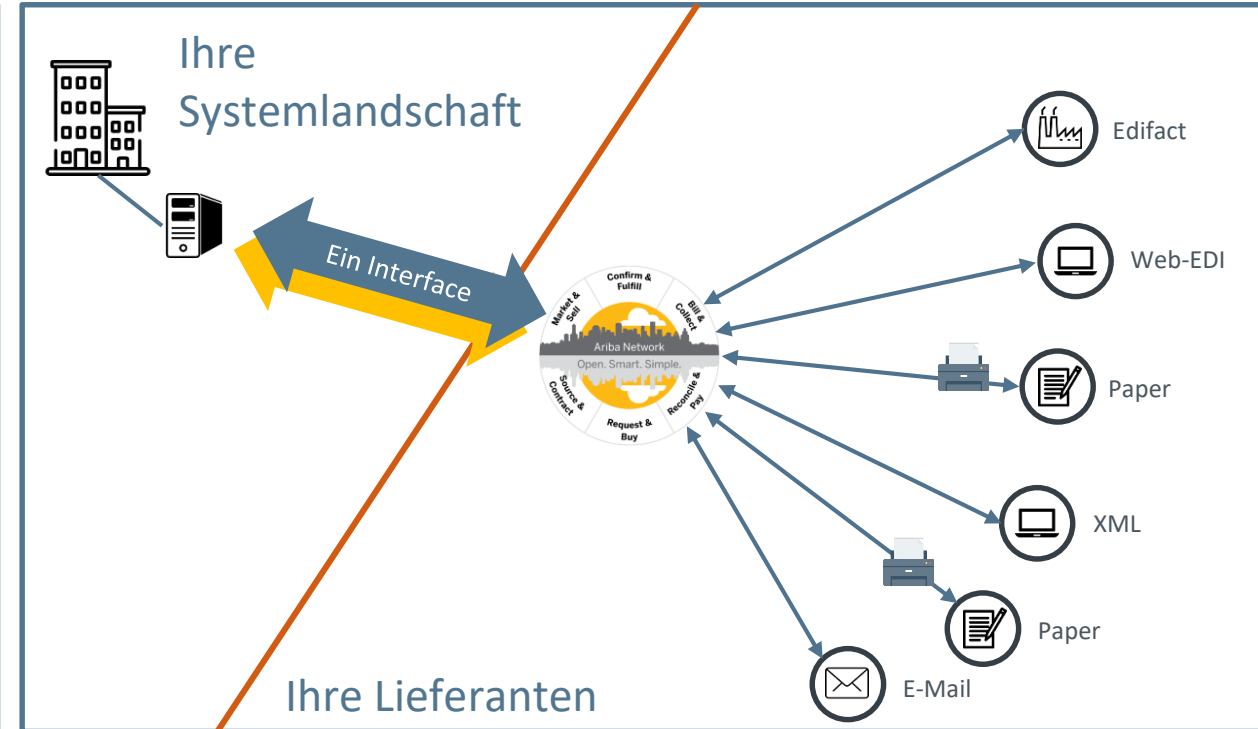 Ihre
Systemlandschaft
Ein Interface
Confirm &
Fulfill
Market &
Sell
Bill &
Collect
Ariba Network
Open. Smart. Simple.
Source &
Contract
Reconcile &
Pay
Request &
Buy
Edifact
Web-EDI
Paper
XML
Paper
E-Mail
Ihre Lieferanten